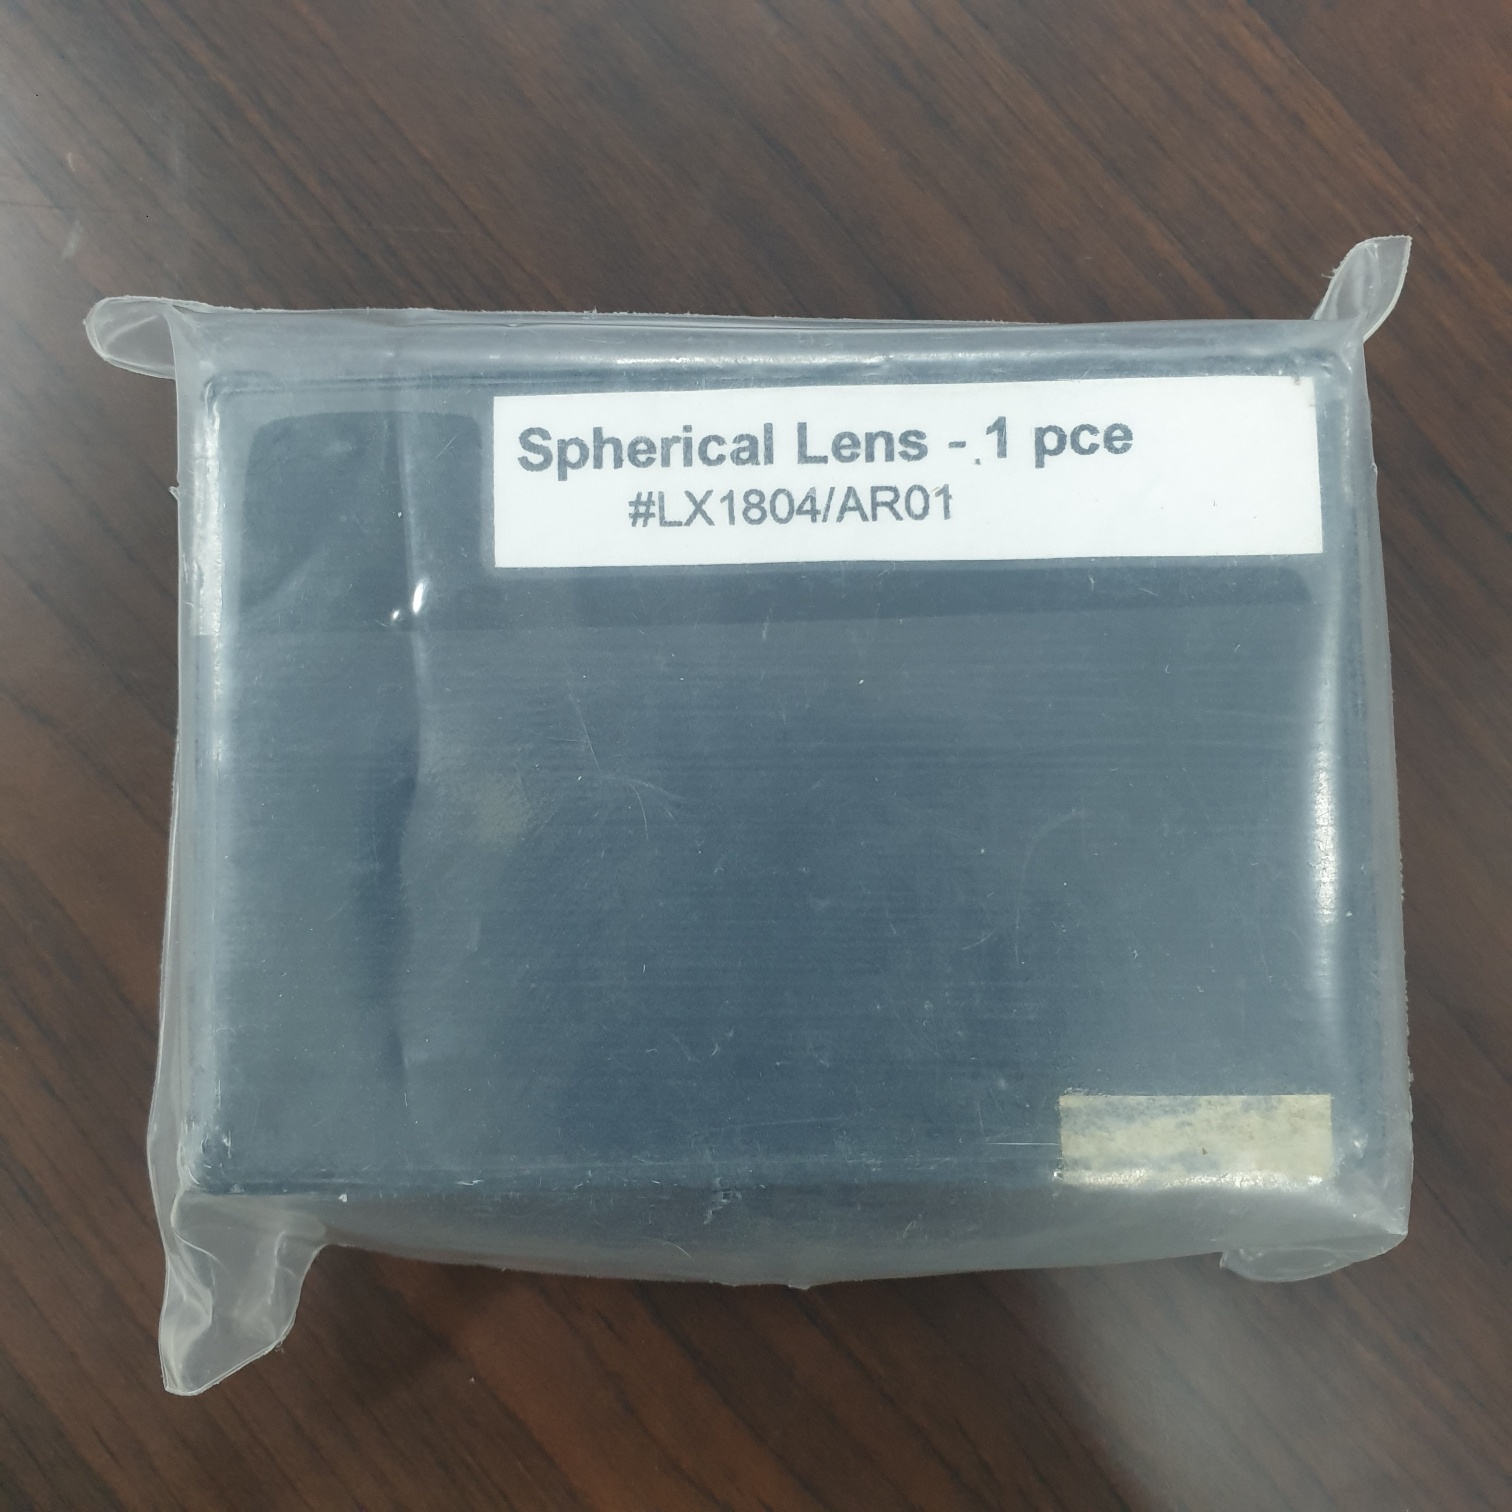 Spherical Lens - 1 pce
#LX1804/AR01